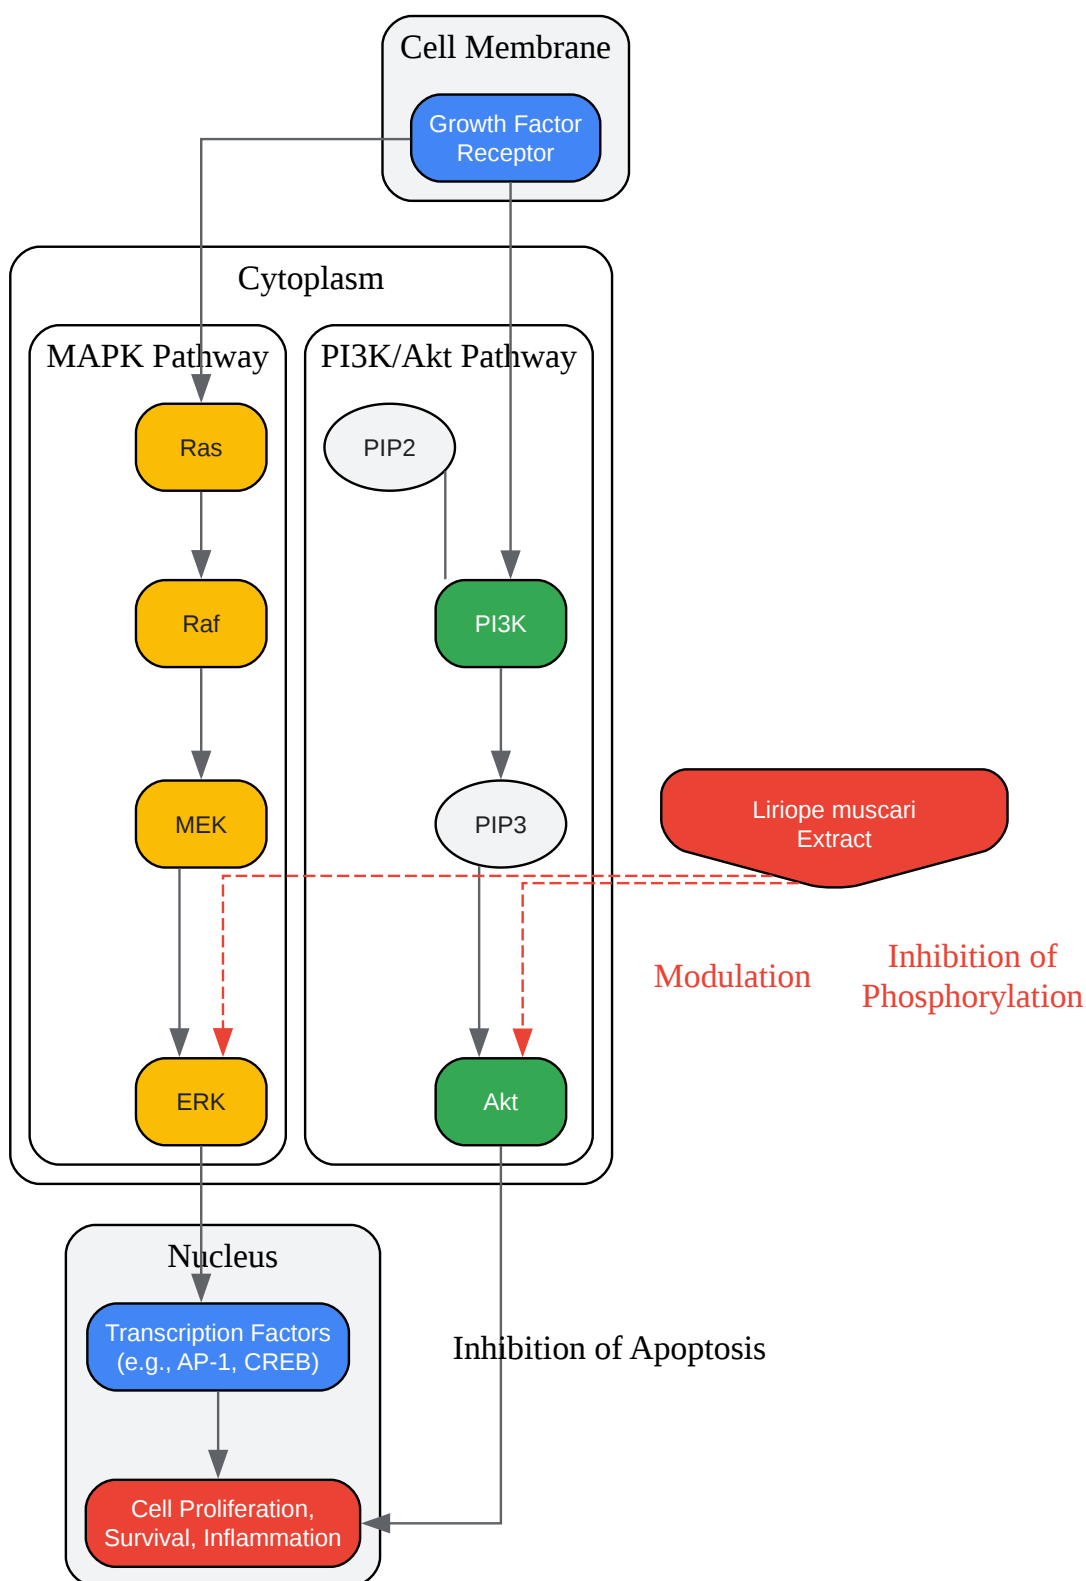 Cell Membrane
Growth Factor
Receptor
Cytoplasm
MAPK Pathway
PI3K/Akt Pathway
Ras
PIP2
Raf
PI3K
MEK
PIP3
Liriope muscari
Extract
Modulation
Inhibition of
Phosphorylation
ERK
Akt
Nucleus
Transcription Factors
(e.g., AP-1, CREB)
Inhibition of Apoptosis
Cell Proliferation,
Survival, Inflammation